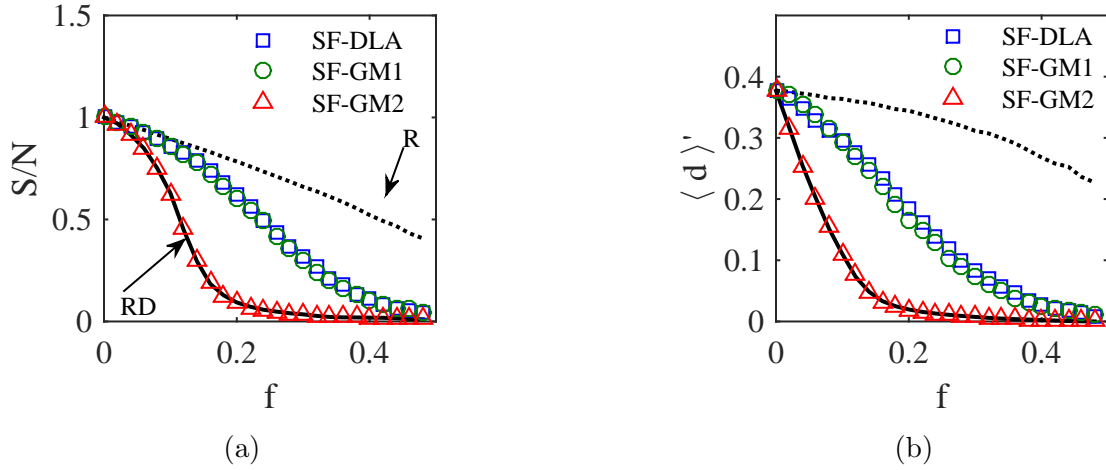 1.5
1
0.5
0
S/N
SF-DLA
SF-GM1
SF-GM2
R
RD
0
0.2
0.4
f
(a)
0.4
0.3
0.2
0.1
0
⟨ d ⟩'
SF-DLA
SF-GM1
SF-GM2
0
0.2
0.4
f
(b)